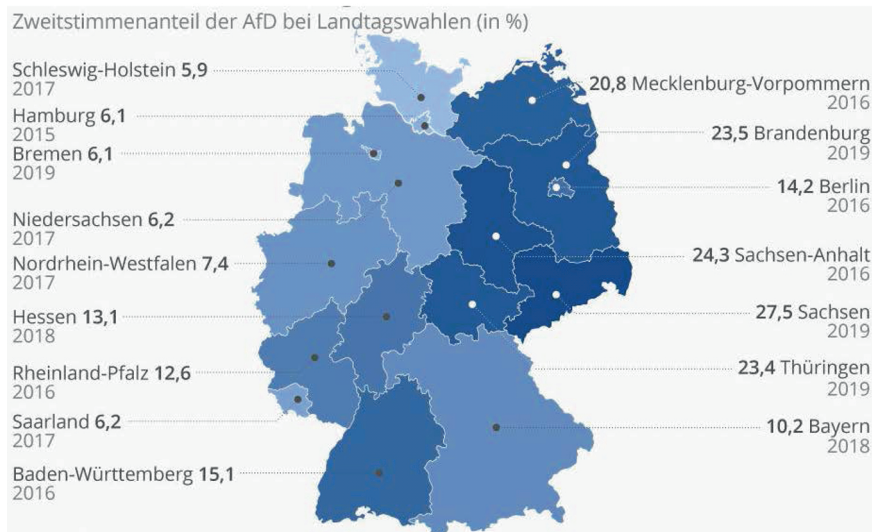 Zweitstimmenanteil der AfD bei Landtagswahlen (in %)
Schleswig-Holstein 5,9
2017
Hamburg 6,1
2015
Bremen 6,1
2019
Niedersachsen 6,2
2017
Nordrhein-Westfalen 7,4
2017
Hessen 13,1
2018
Rheinland-Pfalz 12,6
2016
Saarland 6,2
2017
Baden-Württemberg 15,1
2016
20,8 Mecklenburg-Vorpommern
2016
23,5 Brandenburg
2019
14,2 Berlin
2016
24,3 Sachsen-Anhalt
2016
27,5 Sachsen
2019
23,4 Thüringen
2019
10,2 Bayern
2018